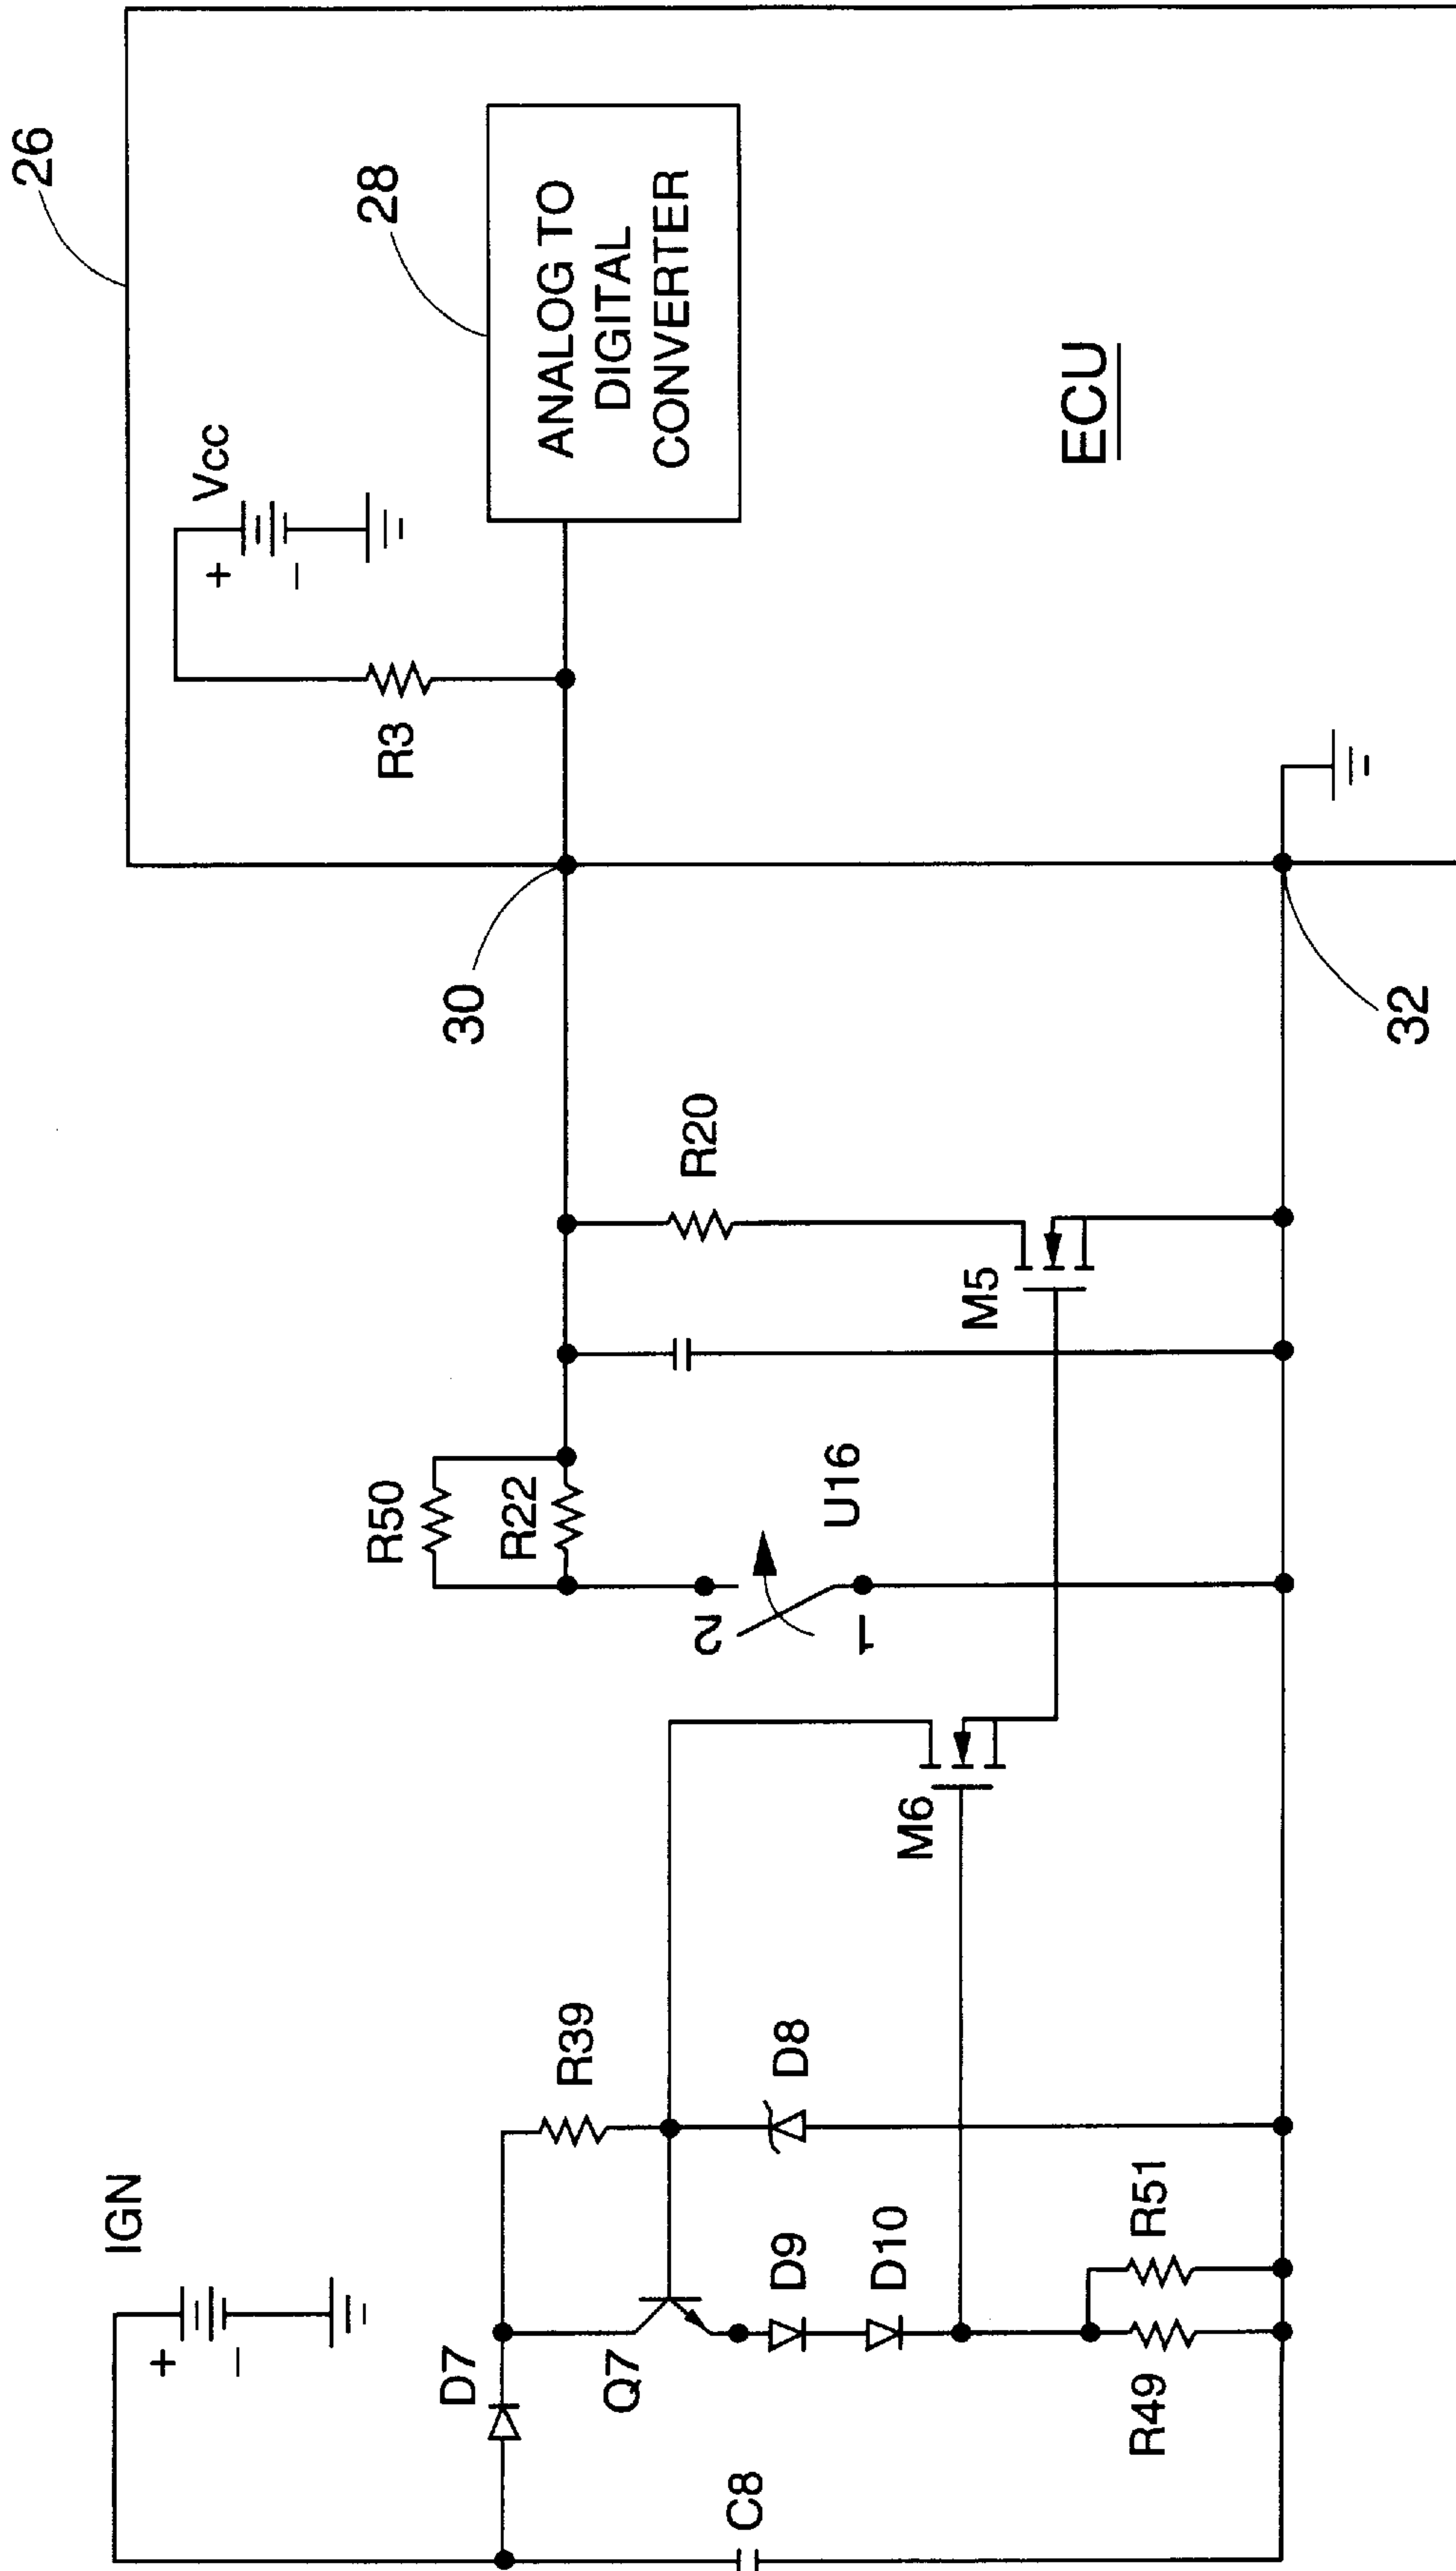 26
28
ANALOG TO
DIGITAL
CONVERTER
Vcc
+
−
R3
ECU
30
32
R20
M5
R50
R22
U16
2
1
M6
R39
D8
IGN
+
−
D7
Q7
D9
D10
R51
R49
C8